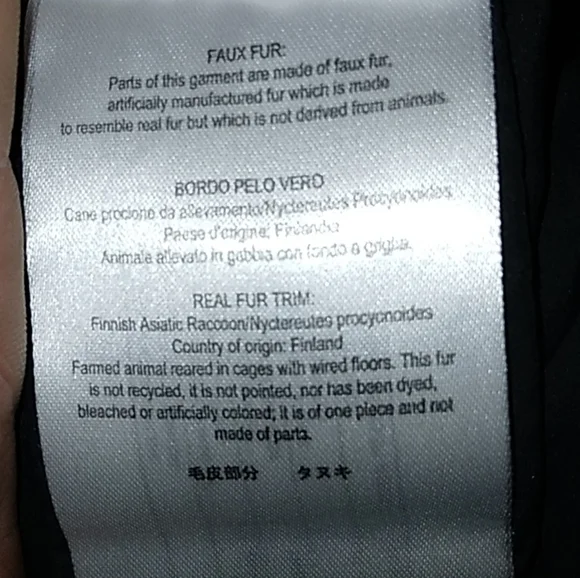 FAUX FUR:
Parts of this garment are made of faux fur,
artificially manufactured fur which is made
to resemble real fur but which is not derived from animals.
BORDO PELO VERO
Cane procione da allevamento/Nyctereutes Procyonoides
Paese d'origine: Finlandia
Animale allevato in gabbia con fondo a griglia.
REAL FUR TRIM:
Finnish Asiatic Raccoon/Nyctereutes procyonoides
Country of origin: Finland
Farmed animal reared in cages with wired floors. This fur
is not recycled, it is not pointed, nor has been dyed,
bleached or artificially colored; it is of one piece and not
made of parts.
毛皮部分 タヌキ